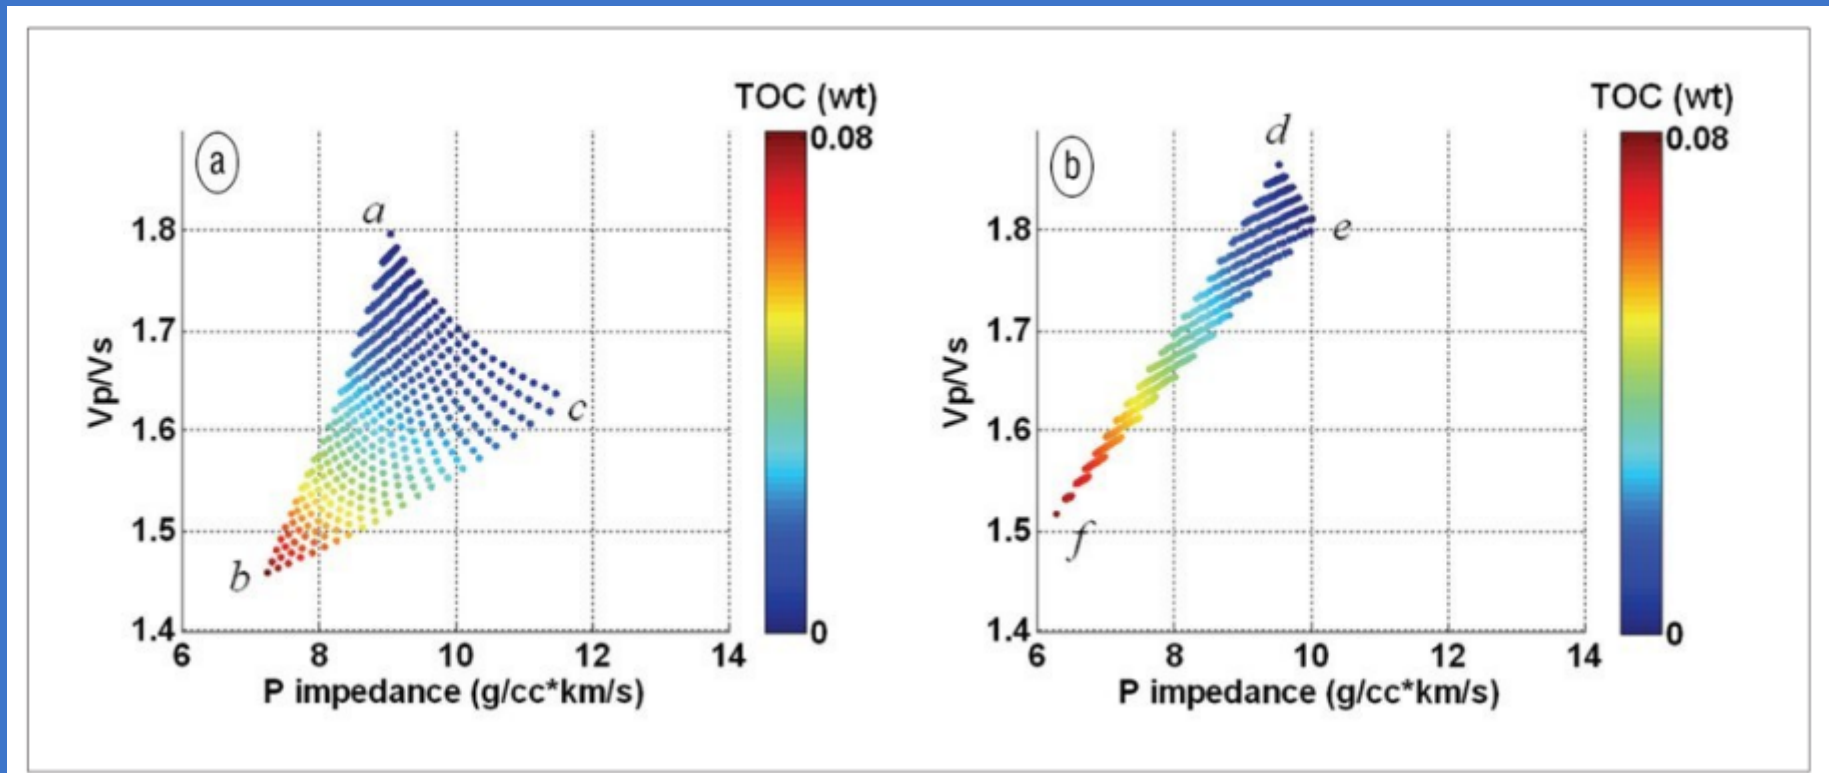 a
TOC (wt)
0.08
0
a
b
c
1.8
1.7
1.6
1.5
1.4
Vp/Vs
6 8 10 12 14
P impedance (g/cc*km/s)
b
TOC (wt)
0.08
0
d
e
f
1.8
1.7
1.6
1.5
1.4
Vp/Vs
6 8 10 12 14
P impedance (g/cc*km/s)